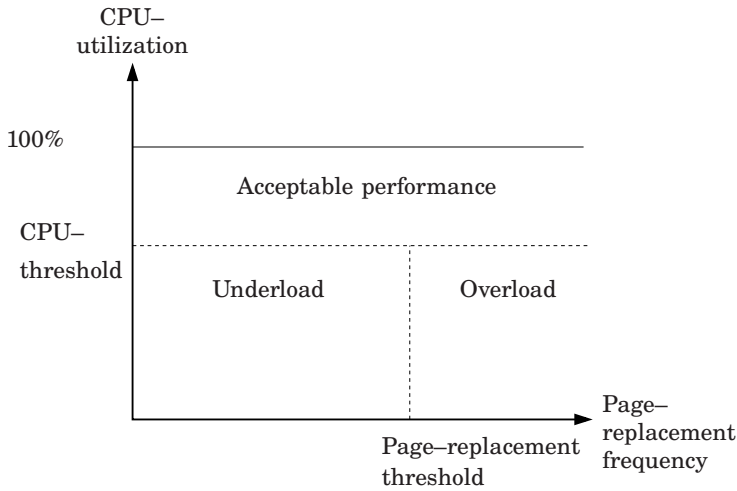 CPU–
utilization
100%
Acceptable performance
CPU–
threshold
Underload
Overload
Page–
replacement
frequency
Page–replacement
threshold